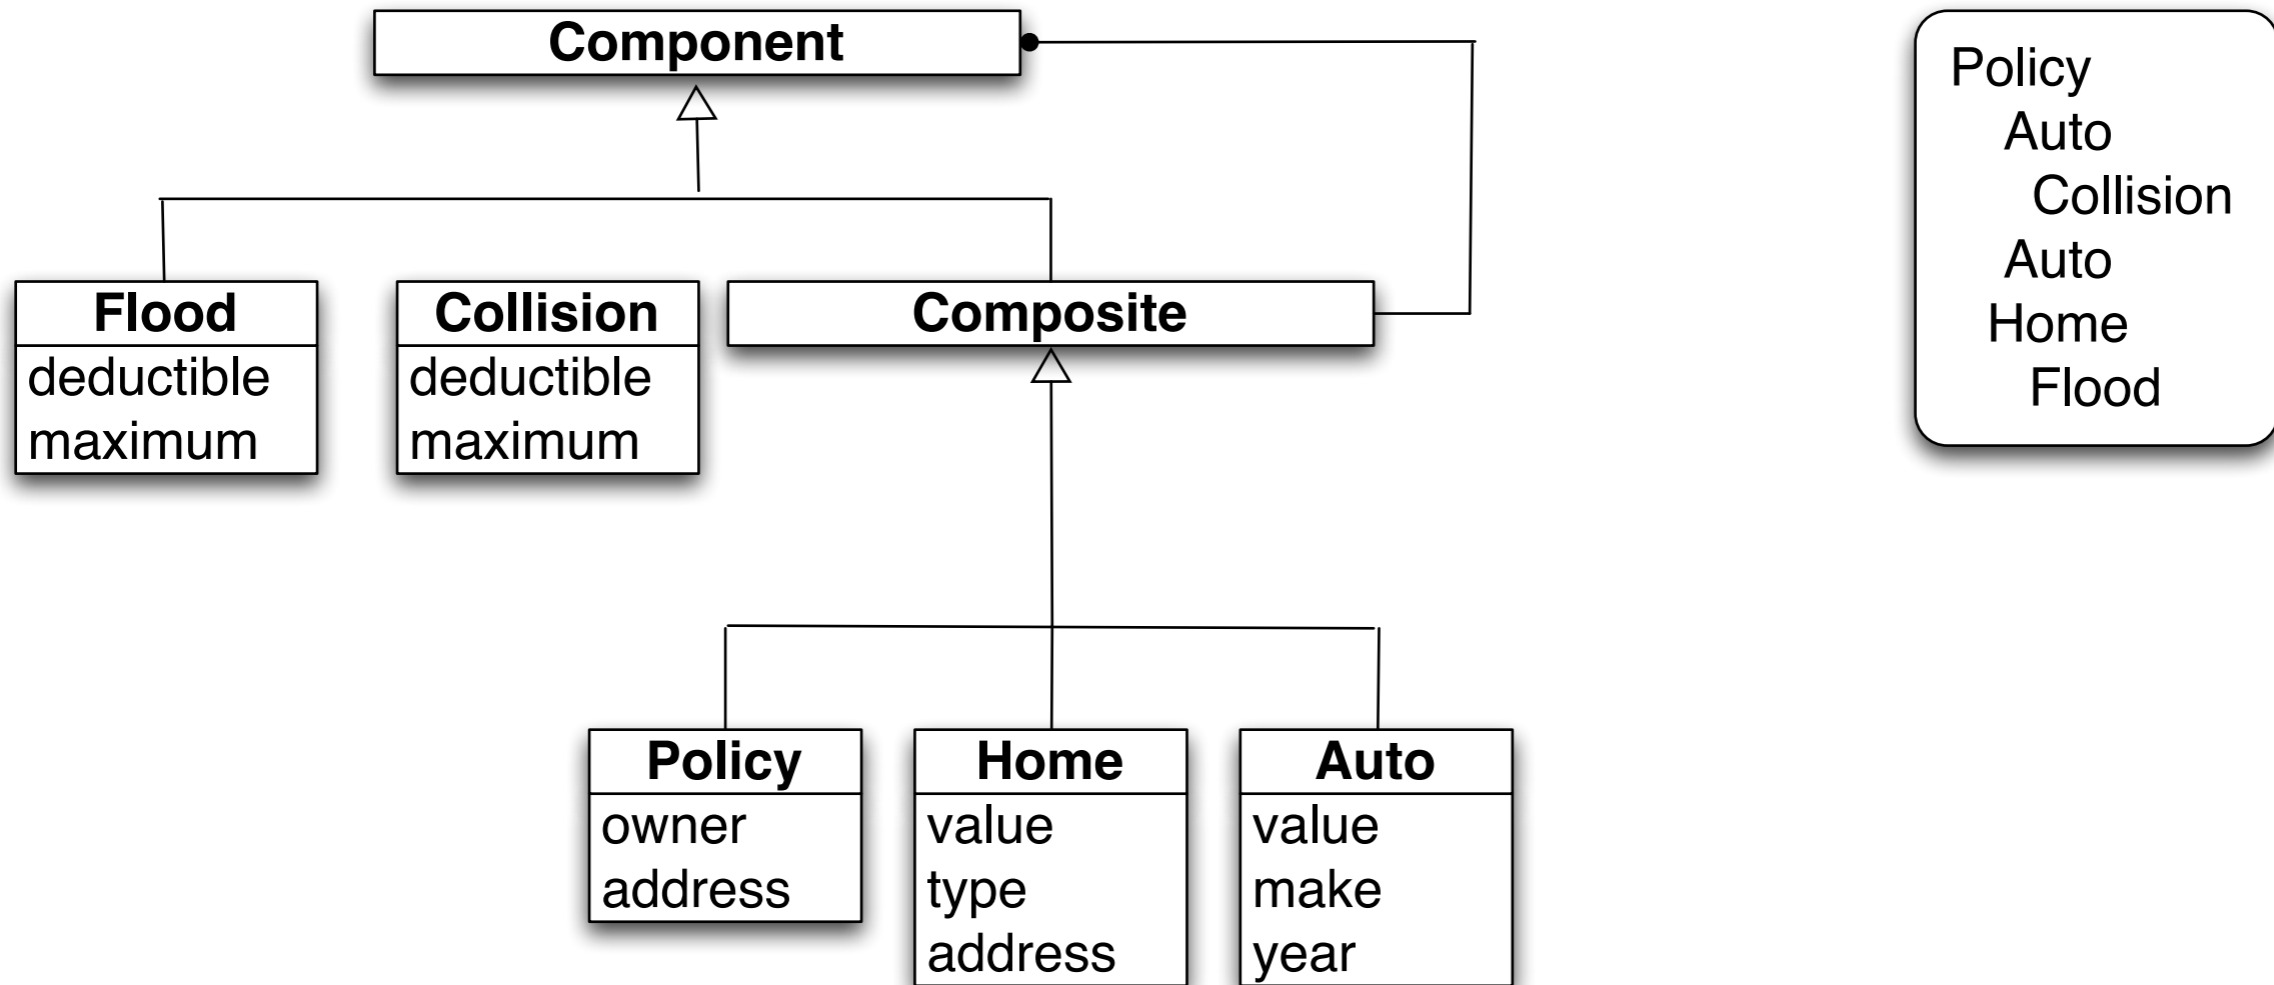 Component
Flood
deductible
maximum
Collision
deductible
maximum
Composite
Policy
owner
address
Home
value
type
address
Auto
value
make
year
Policy
Auto
Collision
Auto
Home
Flood